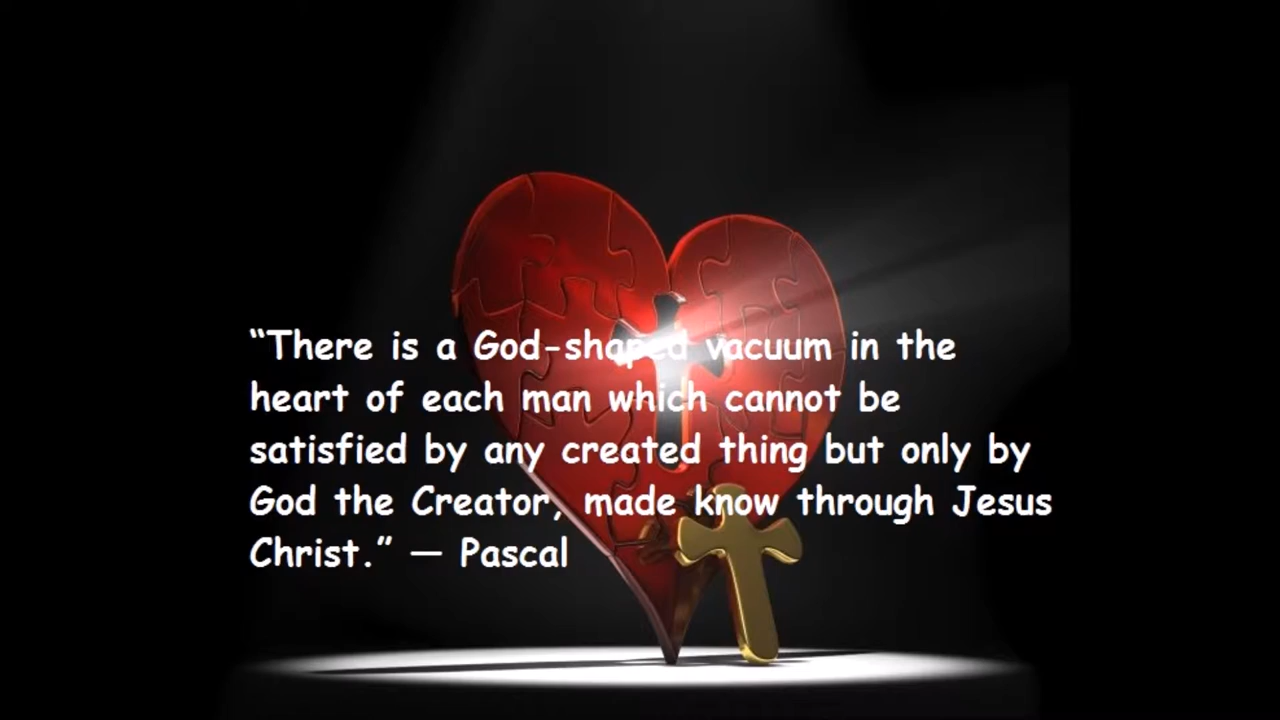 “There is a God-shaped vacuum in the
heart of each man which cannot be
satisfied by any created thing but only by
God the Creator, made know through Jesus
Christ.” — Pascal